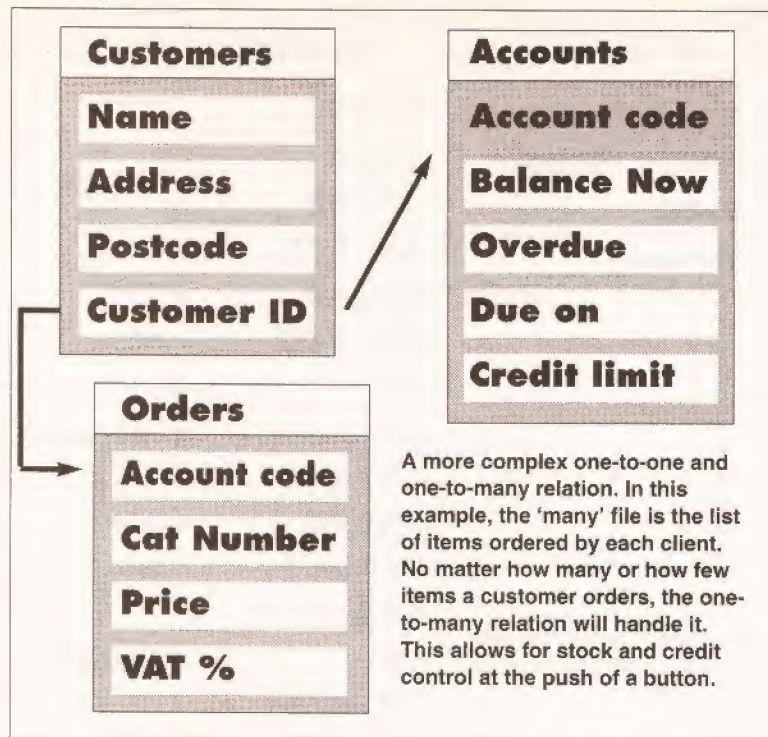 Customers
Name
Address
Postcode
Customer ID
Accounts
Account code
Balance Now
Overdue
Due on
Credit limit
Orders
Account code
Cat Number
Price
VAT %
A more complex one-to-one and
one-to-many relation. In this
example, the ‘many’ file is the list
of items ordered by each client.
No matter how many or how few
items a customer orders, the one-
to-many relation will handle it.
This allows for stock and credit
control at the push of a button.